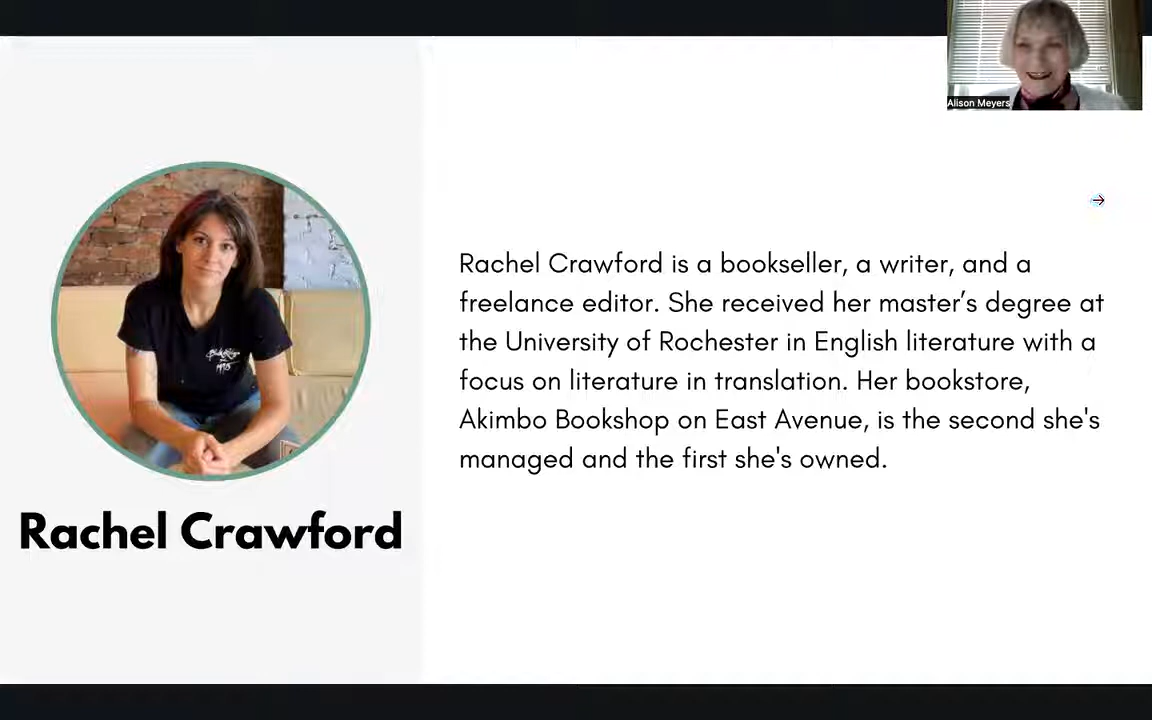 Alison Meyers
Rachel Crawford is a bookseller, a writer, and a
freelance editor. She received her master’s degree at
the University of Rochester in English literature with a
focus on literature in translation. Her bookstore,
Akimbo Bookshop on East Avenue, is the second she's
managed and the first she's owned.
Rachel Crawford